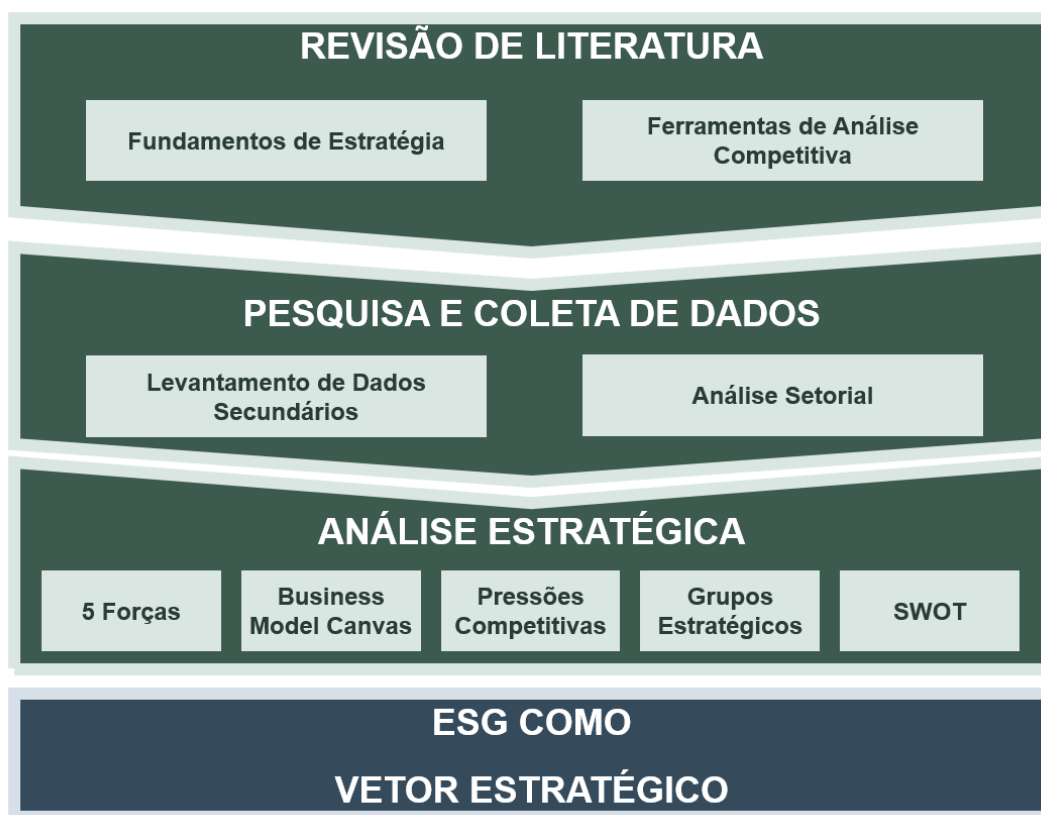 REVISÃO DE LITERATURA
Fundamentos de Estratégia
Ferramentas de Análise
Competitiva
PESQUISA E COLETA DE DADOS
Levantamento de Dados
Secundários
Análise Setorial
ANÁLISE ESTRATÉGICA
5 Forças
Business
Model Canvas
Pressões
Competitivas
Grupos
Estratégicos
SWOT
ESG COMO
VETOR ESTRATÉGICO